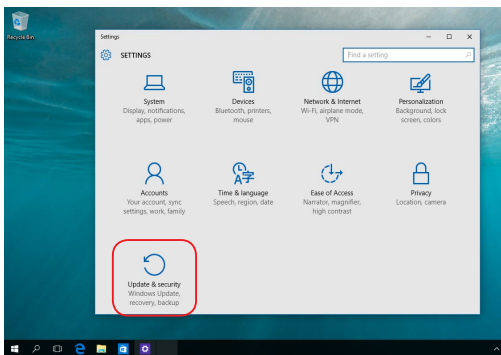 Recycle Bin
Settings
SETTINGS
Find a setting
System
Display, notifications,
apps, power
Devices
Bluetooth, printers,
mouse
Network & Internet
Wi-Fi, airplane mode,
VPN
Personalization
Background, lock
screen, colors
Accounts
Your account, sync
settings, work, family
Time & language
Speech, region, date
Ease of Access
Narrator, magnifier,
high contrast
Privacy
Location, camera
Update & security
Windows Update,
recovery, backup